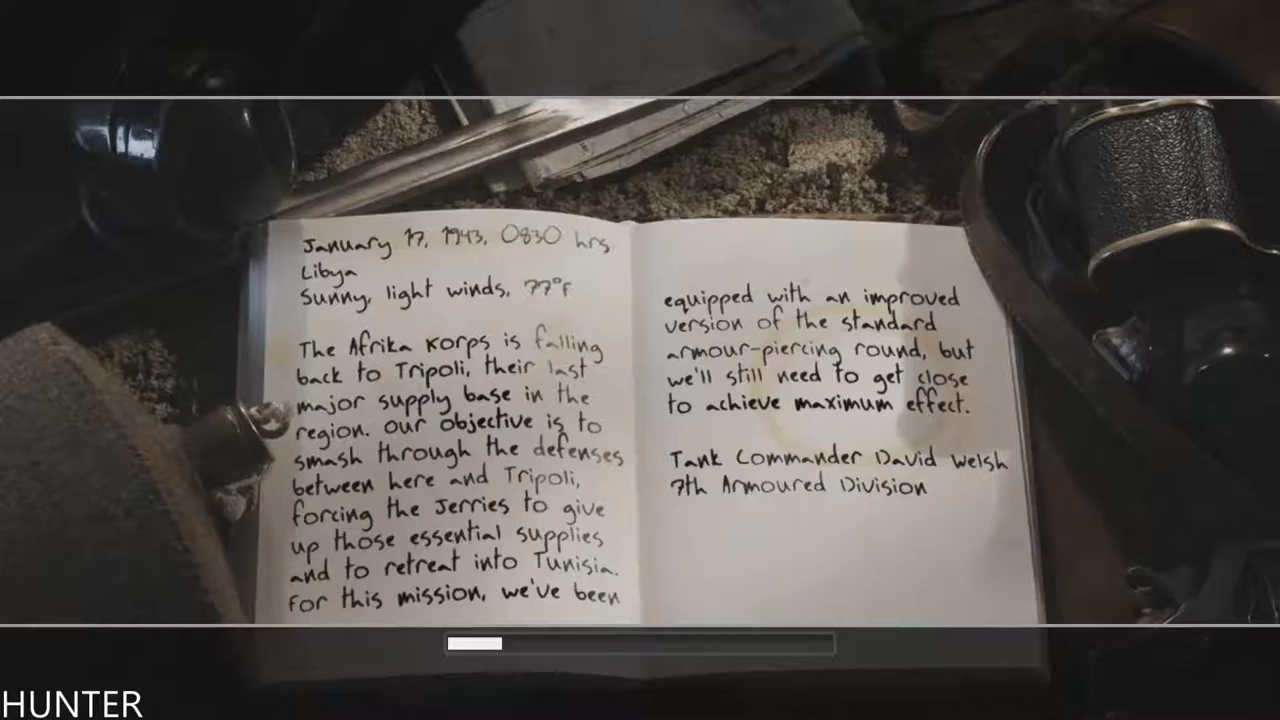 January 17, 1943, 0830 hrs
Libya
Sunny, light winds, 77°F
The Afrika Korps is falling
back to Tripoli, their last
major supply base in the
region. Our objective is to
smash through the defenses
between here and Tripoli,
forcing the Jerries to give
up those essential supplies
and to retreat into Tunisia.
For this mission, we've been
equipped with an improved
version of the standard
armour-piercing round, but
we'll still need to get close
to achieve maximum effect.
Tank Commander David Welsh
7th Armoured Division
HUNTER